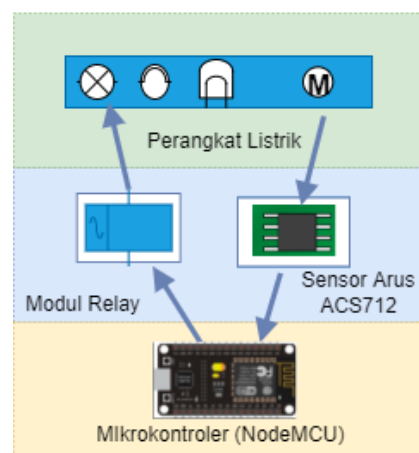 M
Perangkat Listrik
Modul Relay
Sensor Arus
ACS712
MIkrokontroler (NodeMCU)